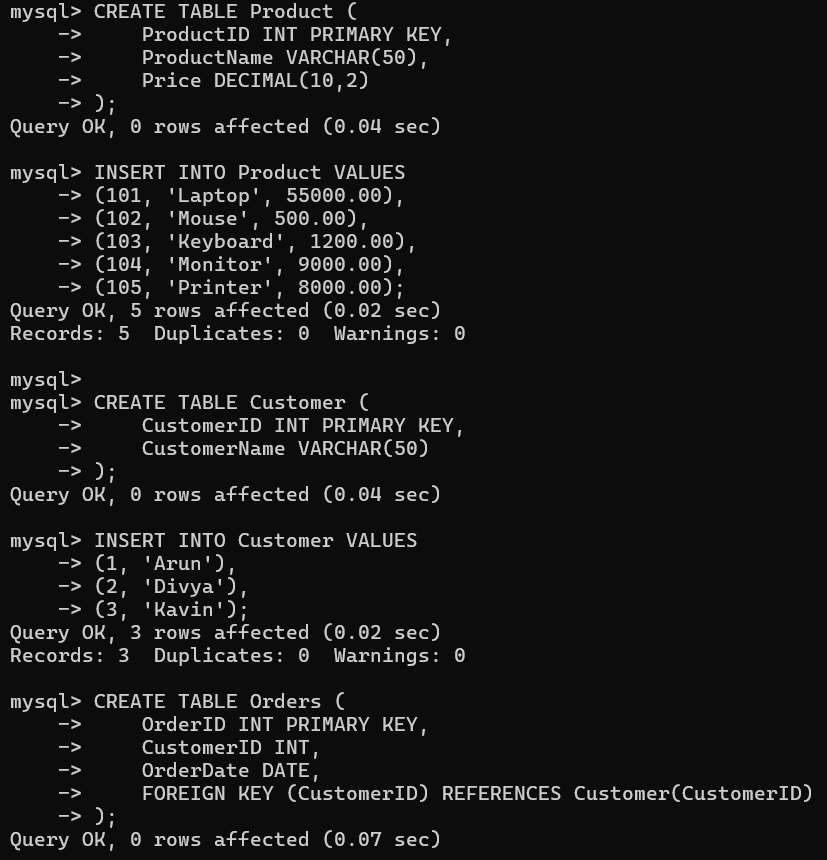 mysql> CREATE TABLE Product (
    ->     ProductID INT PRIMARY KEY,
    ->     ProductName VARCHAR(50),
    ->     Price DECIMAL(10,2)
    -> );
Query OK, 0 rows affected (0.04 sec)

mysql> INSERT INTO Product VALUES
    -> (101, 'Laptop', 55000.00),
    -> (102, 'Mouse', 500.00),
    -> (103, 'Keyboard', 1200.00),
    -> (104, 'Monitor', 9000.00),
    -> (105, 'Printer', 8000.00);
Query OK, 5 rows affected (0.02 sec)
Records: 5  Duplicates: 0  Warnings: 0

mysql>
mysql> CREATE TABLE Customer (
    ->     CustomerID INT PRIMARY KEY,
    ->     CustomerName VARCHAR(50)
    -> );
Query OK, 0 rows affected (0.04 sec)

mysql> INSERT INTO Customer VALUES
    -> (1, 'Arun'),
    -> (2, 'Divya'),
    -> (3, 'Kavin');
Query OK, 3 rows affected (0.02 sec)
Records: 3  Duplicates: 0  Warnings: 0

mysql> CREATE TABLE Orders (
    ->     OrderID INT PRIMARY KEY,
    ->     CustomerID INT,
    ->     OrderDate DATE,
    ->     FOREIGN KEY (CustomerID) REFERENCES Customer(CustomerID)
    -> );
Query OK, 0 rows affected (0.07 sec)